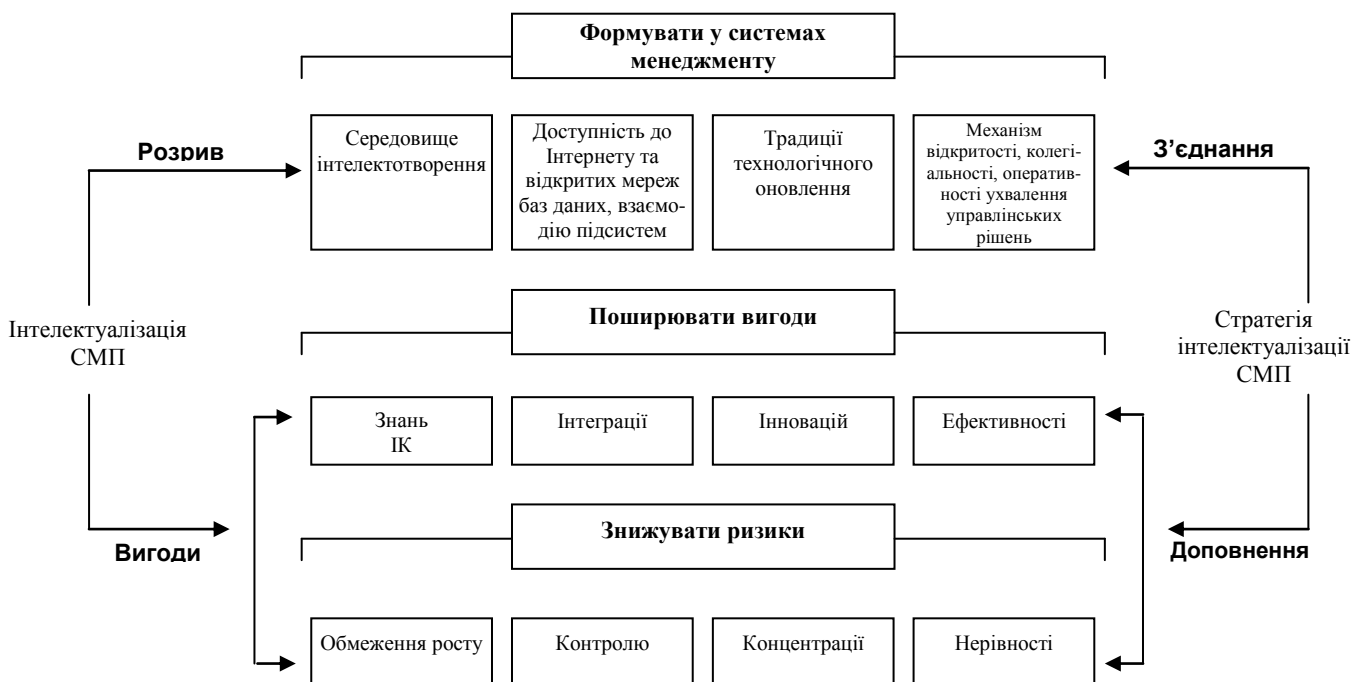 Формувати у системах
менеджменту
Розрив
Середовище
інтелектотворення
Доступність до
Інтернету та
відкритих мереж
баз даних, взаємо-
дію підсистем
Традиції
технологічного
оновлення
Механізм
відкритості, колегі-
альності, оператив-
ності ухвалення
управлінських
рішень
З’єднання
Інтелектуалізація
СМП
Поширювати вигоди
Стратегія
інтелектуалізації
СМП
Знань
ІК
Інтеграції
Інновацій
Ефективності
Вигоди
Знижувати ризики
Доповнення
Обмеження росту
Контролю
Концентрації
Нерівності